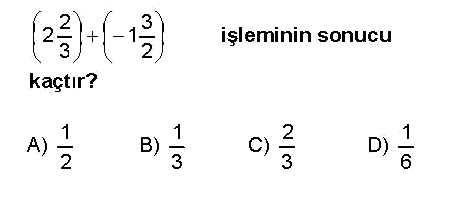 (2 2/3) + (−1 3/2) işleminin sonucu
kaçtır?
A) 1/2 B) 1/3 C) 2/3 D) 1/6